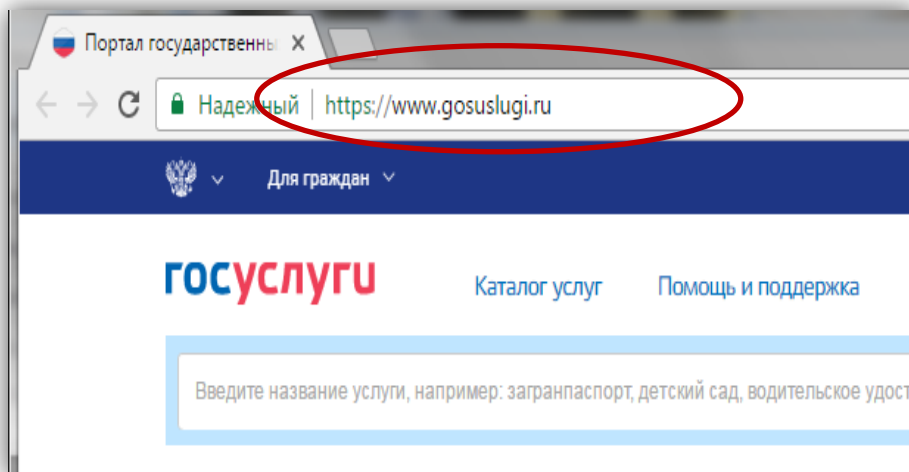 Портал государственны
Надежный https://www.gosuslugi.ru
Для граждан
госуслуги Каталог услуг Помощь и поддержка
Введите название услуги, например: загранпаспорт, детский сад, водительское удост